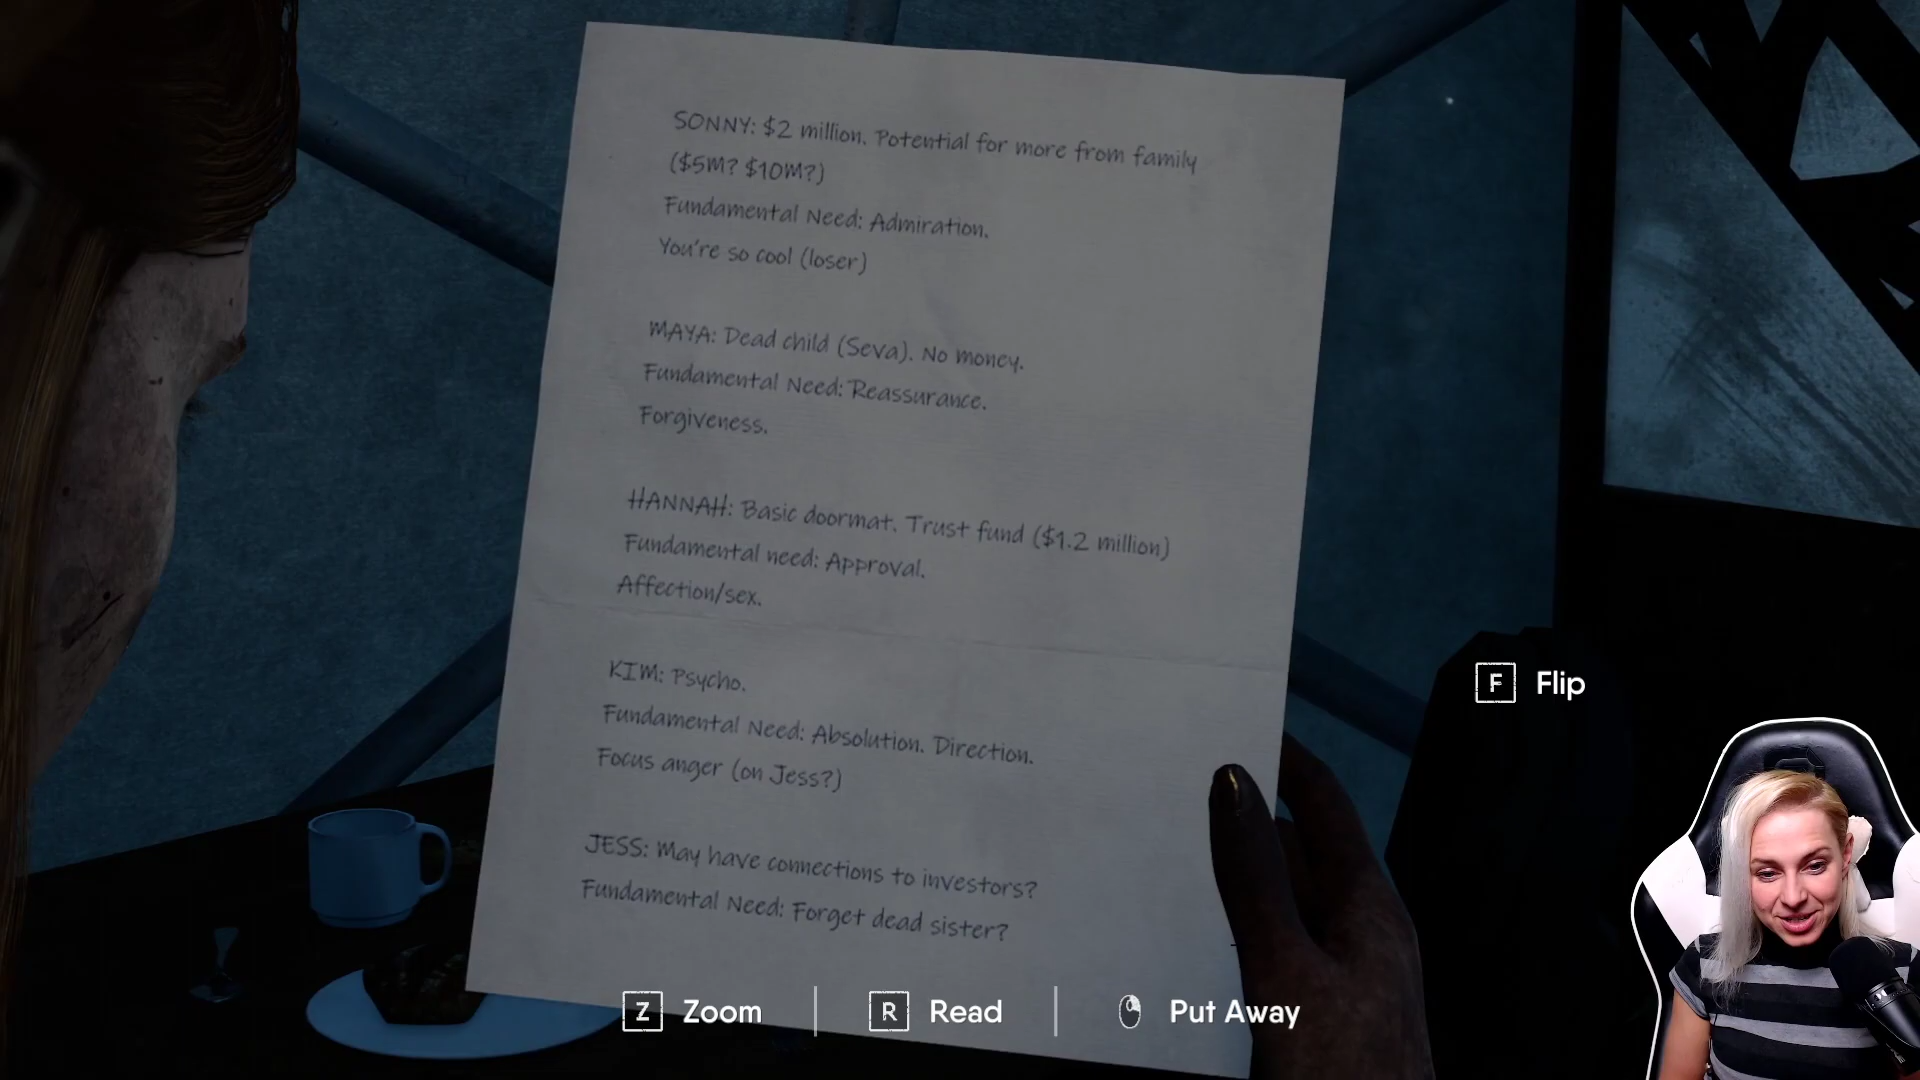 SONNY: $2 million. Potential for more from family
($5M? $10M?)
Fundamental Need: Admiration.
You're so cool (loser)
MAYA: Dead child (Seva). No money.
Fundamental Need: Reassurance.
Forgiveness.
HANNAH: Basic doormat. Trust fund ($1.2 million)
Fundamental need: Approval.
Affection/sex.
KIM: Psycho.
Fundamental Need: Absolution. Direction.
Focus anger (on Jess?)
JESS: May have connections to investors?
Fundamental Need: Forget dead sister?
F Flip
Z Zoom R Read Put Away